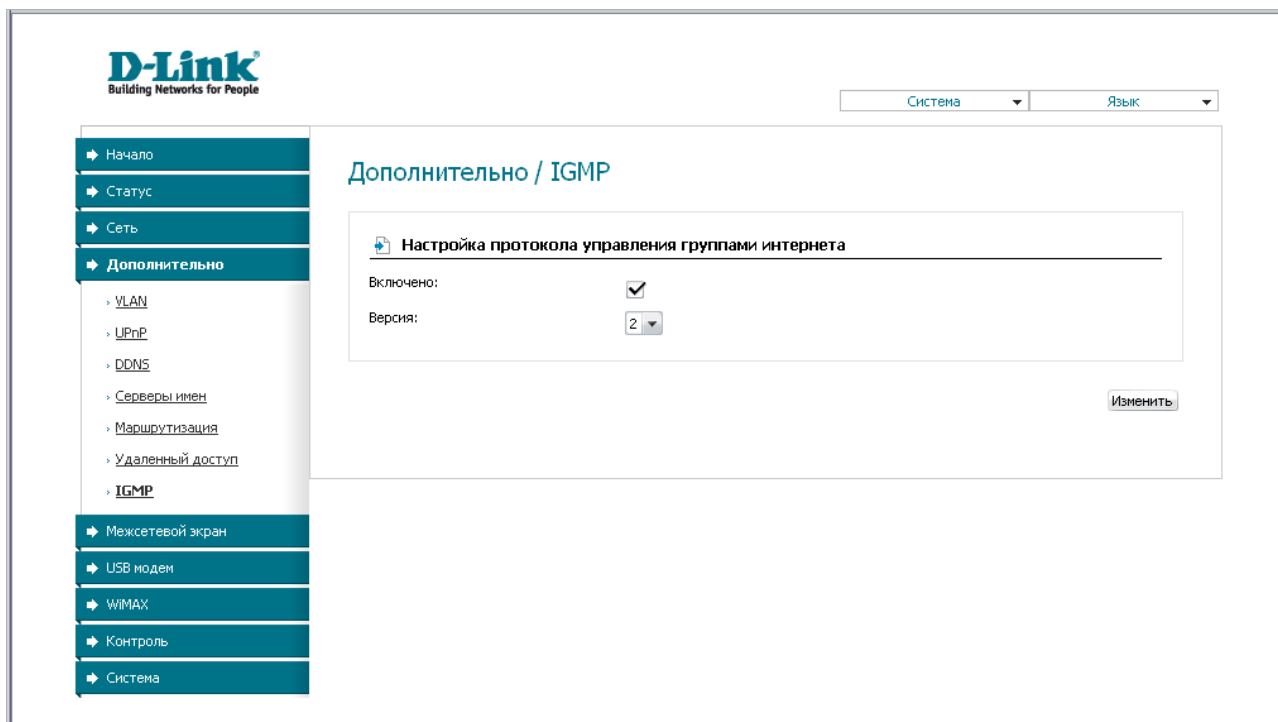 D-Link®
Building Networks for People
Система
Язык
Начало
Статус
Сеть
Дополнительно
VLAN
UPnP
DDNS
Серверы имен
Маршрутизация
Удаленный доступ
IGMP
Межсетевой экран
USB модем
WiMAX
Контроль
Система
Дополнительно / IGMP
Настройка протокола управления группами интернета
Включено:
Версия: 2
Изменить